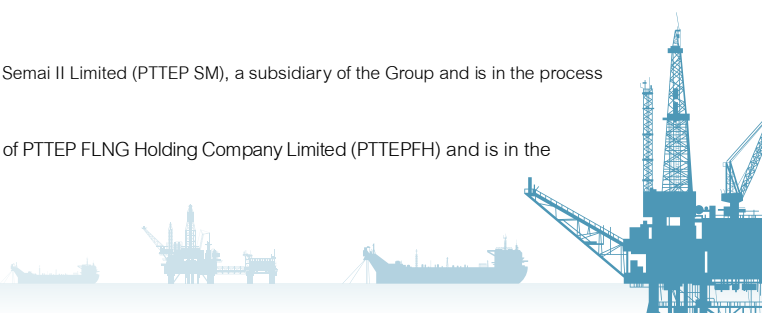 Semai II Limited (PTTEP SM), a subsidiary of the Group and is in the process
of PTTEP FLNG Holding Company Limited (PTTEPFH) and is in the